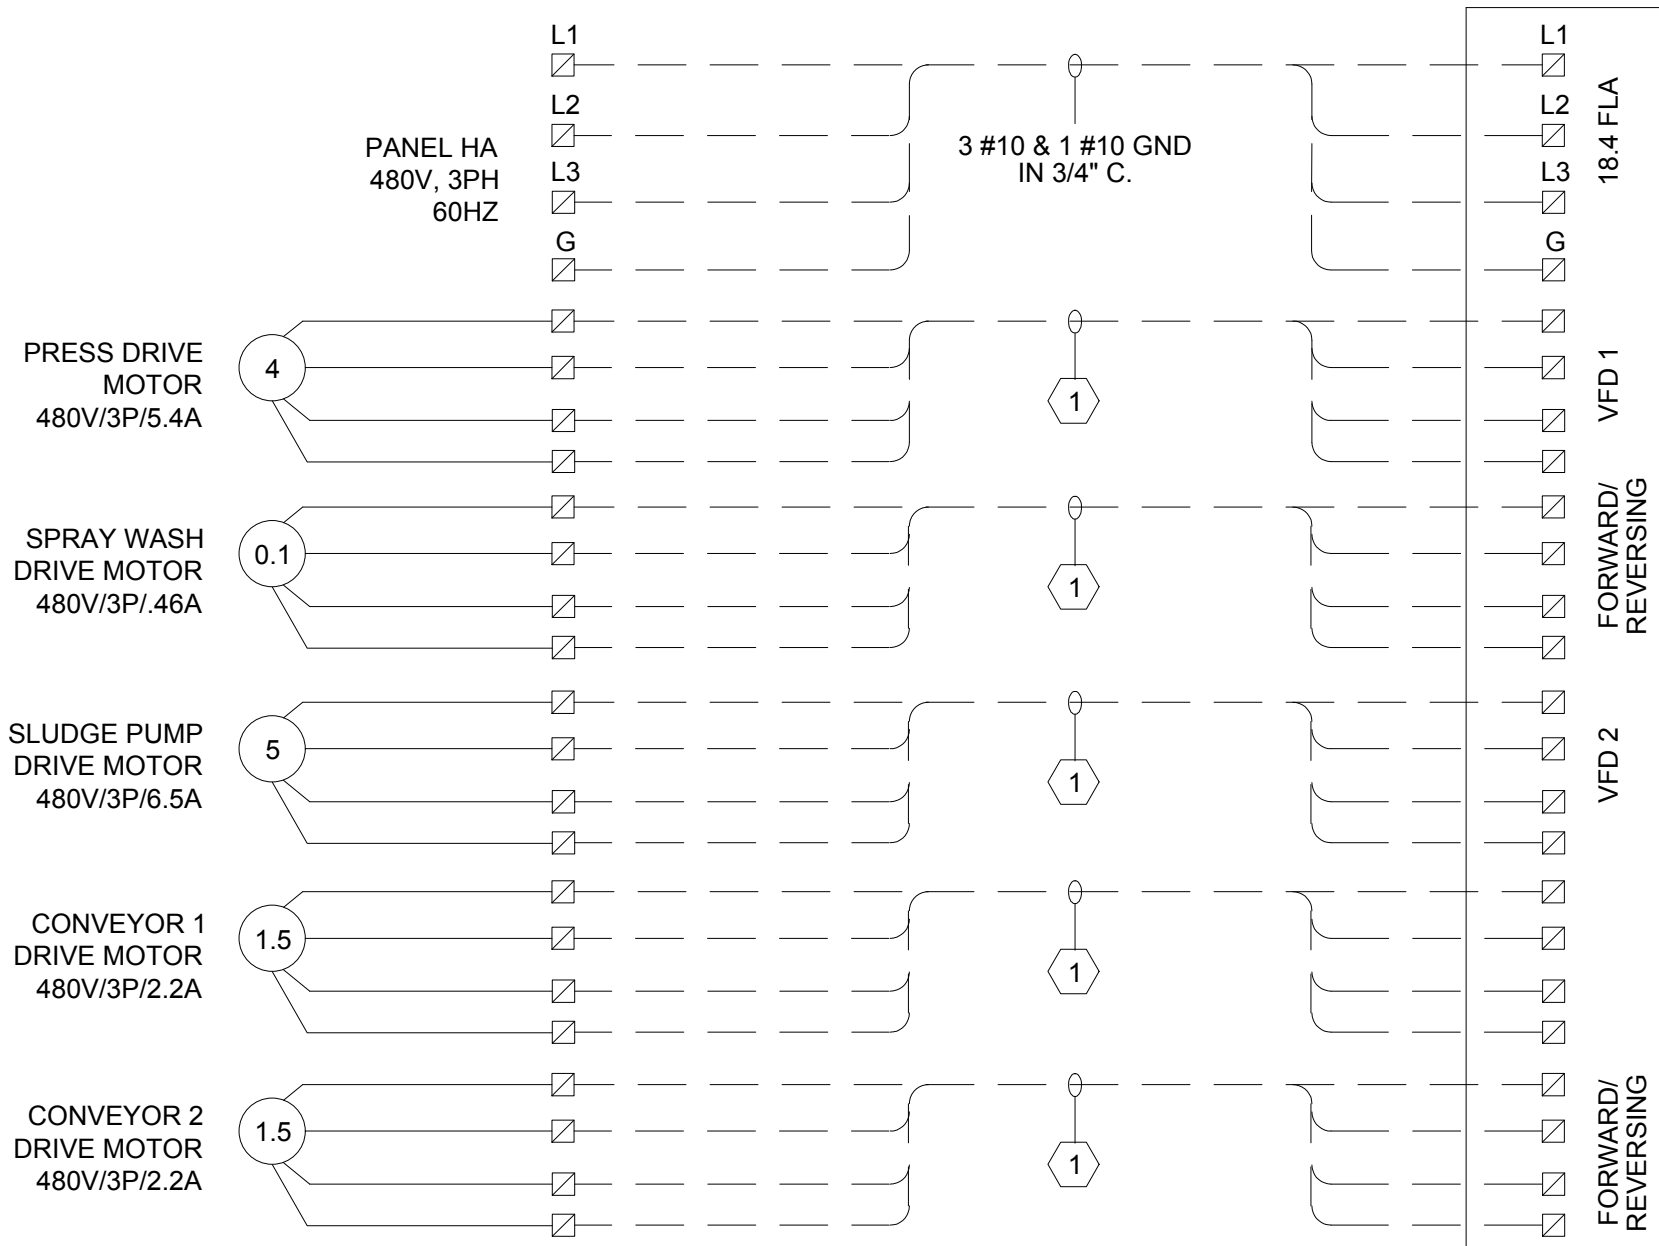 L1
L2
L3
G
PANEL HA
480V, 3PH
60HZ
3 #10 & 1 #10 GND
IN 3/4" C.
L1
L2
L3
G
18.4 FLA
PRESS DRIVE
MOTOR
480V/3P/5.4A
4
1
VFD 1
SPRAY WASH
DRIVE MOTOR
480V/3P/.46A
0.1
1
FORWARD/
REVERSING
SLUDGE PUMP
DRIVE MOTOR
480V/3P/6.5A
5
1
VFD 2
CONVEYOR 1
DRIVE MOTOR
480V/3P/2.2A
1.5
1
CONVEYOR 2
DRIVE MOTOR
480V/3P/2.2A
1.5
1
FORWARD/
REVERSING